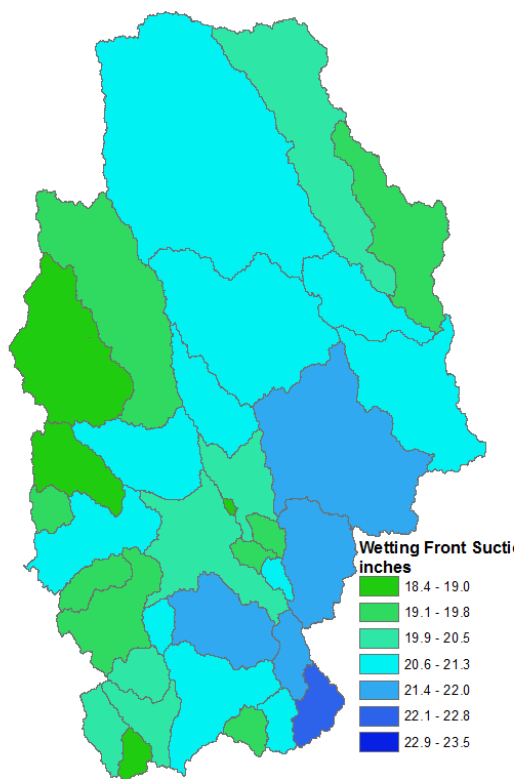 Wetting Front Suctio
inches
18.4 - 19.0
19.1 - 19.8
19.9 - 20.5
20.6 - 21.3
21.4 - 22.0
22.1 - 22.8
22.9 - 23.5